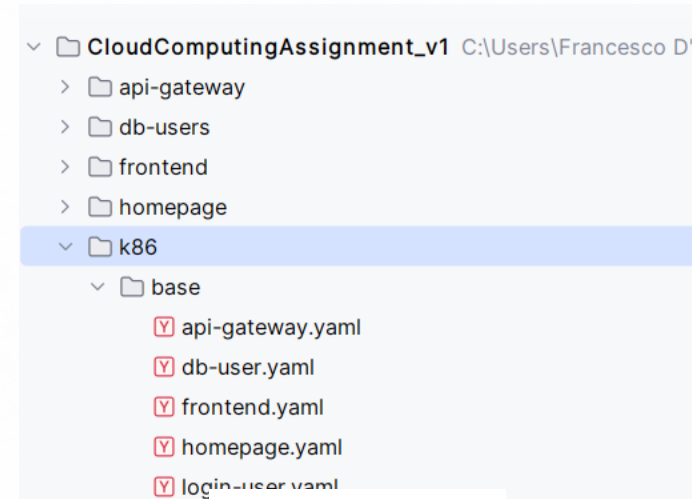 CloudComputingAssignment_v1 C:\Users\Francesco D'
api-gateway
db-users
frontend
homepage
k86
base
Y api-gateway.yaml
Y db-user.yaml
Y frontend.yaml
Y homepage.yaml
Y login-user.yaml